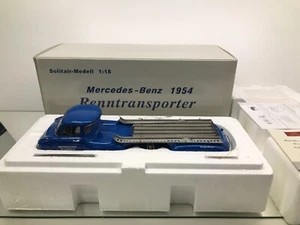 Solitair-Modell 1:18
Mercedes-Benz 1954
Renntransporter